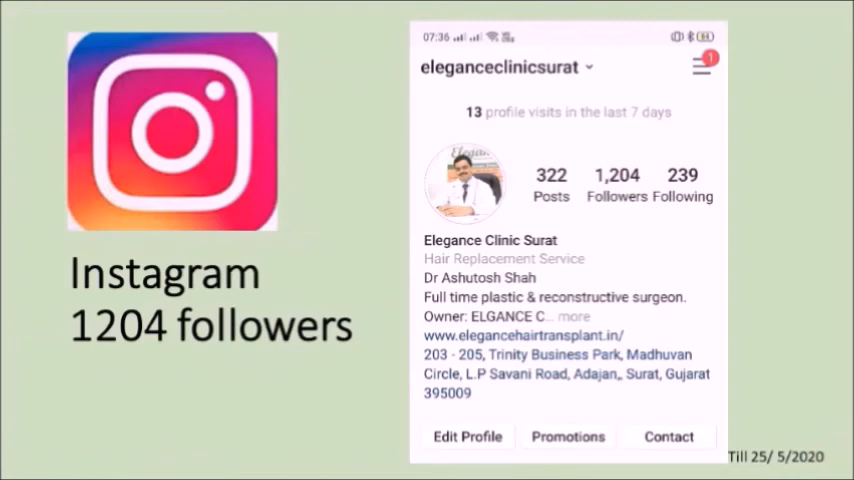 Instagram
1204 followers
07:36
eleganceclinicsurat
1
13 profile visits in the last 7 days
Elegan
322 1,204 239
Posts Followers Following
Elegance Clinic Surat
Hair Replacement Service
Dr Ashutosh Shah
Full time plastic & reconstructive surgeon.
Owner: ELGANCE C... more
www.elegancehairtransplant.in/
203 - 205, Trinity Business Park, Madhuvan
Circle, L.P Savani Road, Adajan,, Surat, Gujarat
395009
Edit Profile Promotions Contact
Till 25/ 5/2020